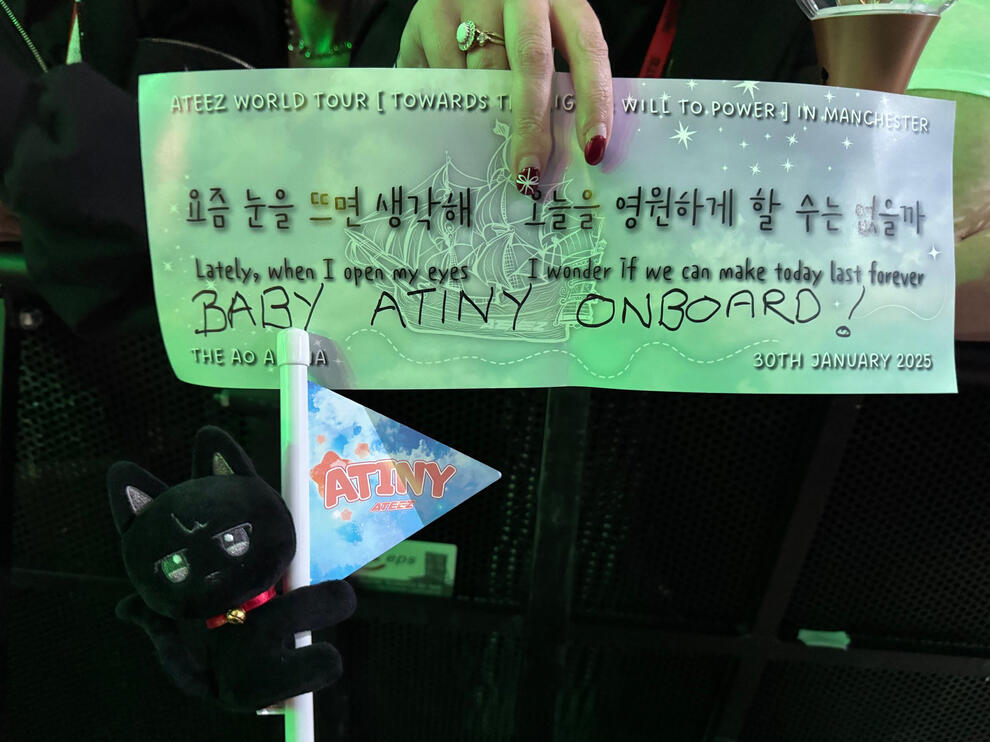 ATEEZ WORLD TOUR [ TOWARDS WILL TO POWER ] IN MANCHESTER
요즘 눈을 뜨면 생각해 오늘을 영원하게 할 수는 없을까
Lately, when I open my eyes I wonder if we can make today last forever
BABY ATINY ONBOARD!
THE AO 30TH JANUARY 2025
ATEEZ
ATINY
ATEEZ
eps